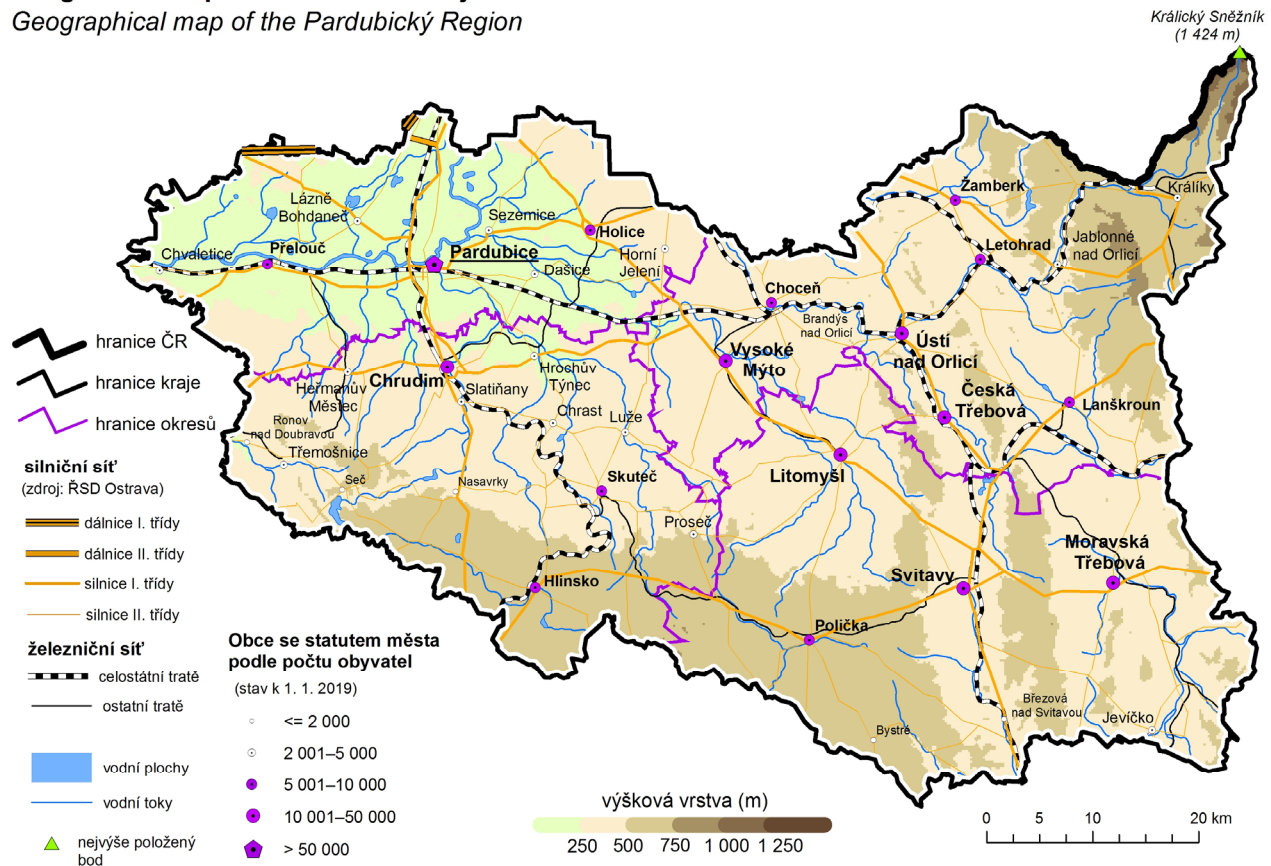 Geographical map of the Pardubický Region
Králický Sněžník
(1 424 m)
Žamberk
Králíky
Lázně
Bohdaneč
Sezemice
Holice
Letohrad
Jablonné
nad Orlicí
Chvaletice
Přelouč
Pardubice
Dašice
Horní
Jelení
Choceň
Brandýs
nad Orlicí
Ústí
nad Orlicí
hranice ČR
hranice kraje
hranice okresů
Vysoké
Mýto
Hrochův
Týnec
Chrudim
Heřmanův
Městec
Slatiňany
Chrast
Luže
Česká
Třebová
Lanškroun
Ronov
nad Doubravou
Třemošnice
Seč
Nasavrky
Skuteč
Litomyšl
Proseč
silniční síť
(zdroj: ŘSD Ostrava)
dálnice I. třídy
dálnice II. třídy
silnice I. třídy
silnice II. třídy
Moravská
Třebová
Svitavy
Hlinsko
Polička
Březová
nad Svitavou
Jevíčko
Bystré
železniční síť
celostátní tratě
ostatní tratě
vodní plochy
vodní toky
nejvýše položený
bod
Obce se statutem města
podle počtu obyvatel
(stav k 1. 1. 2019)
<= 2 000
2 001–5 000
5 001–10 000
10 001–50 000
> 50 000
výšková vrstva (m)
250 500 750 1 000 1 250
0 5 10 20 km